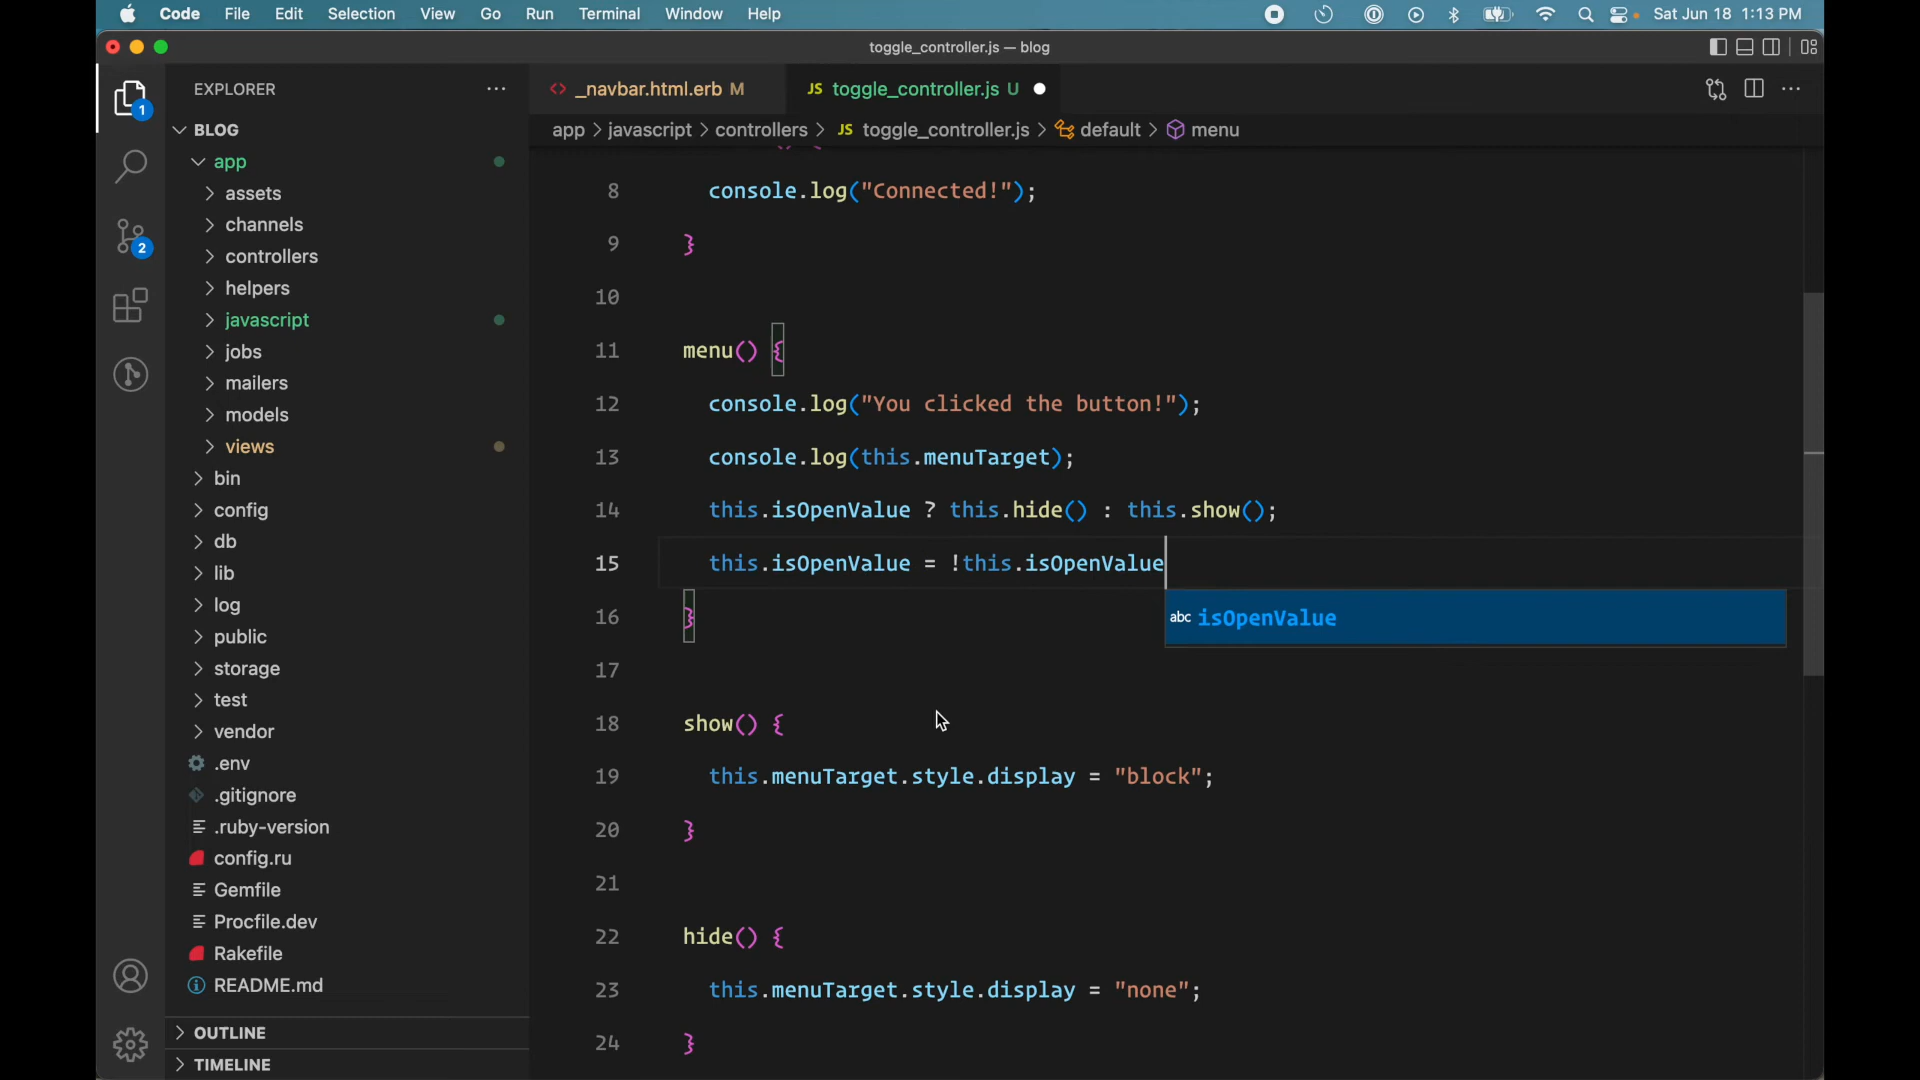 Code File Edit Selection View Go Run Terminal Window Help Sat Jun 18 1:13 PM
toggle_controller.js — blog
EXPLORER
_navbar.html.erb M
JS toggle_controller.js U
app > javascript > controllers > JS toggle_controller.js > default > menu
1
2
BLOG
app
assets
channels
controllers
helpers
javascript
jobs
mailers
models
views
bin
config
db
lib
log
public
storage
test
vendor
.env
.gitignore
.ruby-version
config.ru
Gemfile
Procfile.dev
Rakefile
README.md
OUTLINE
TIMELINE
8 console.log("Connected!");
9 }
10
11 menu() {
12 console.log("You clicked the button!");
13 console.log(this.menuTarget);
14 this.isOpenValue ? this.hide() : this.show();
15 this.isOpenValue = !this.isOpenValue
abc isOpenValue
16 }
17
18 show() {
19 this.menuTarget.style.display = "block";
20 }
21
22 hide() {
23 this.menuTarget.style.display = "none";
24 }